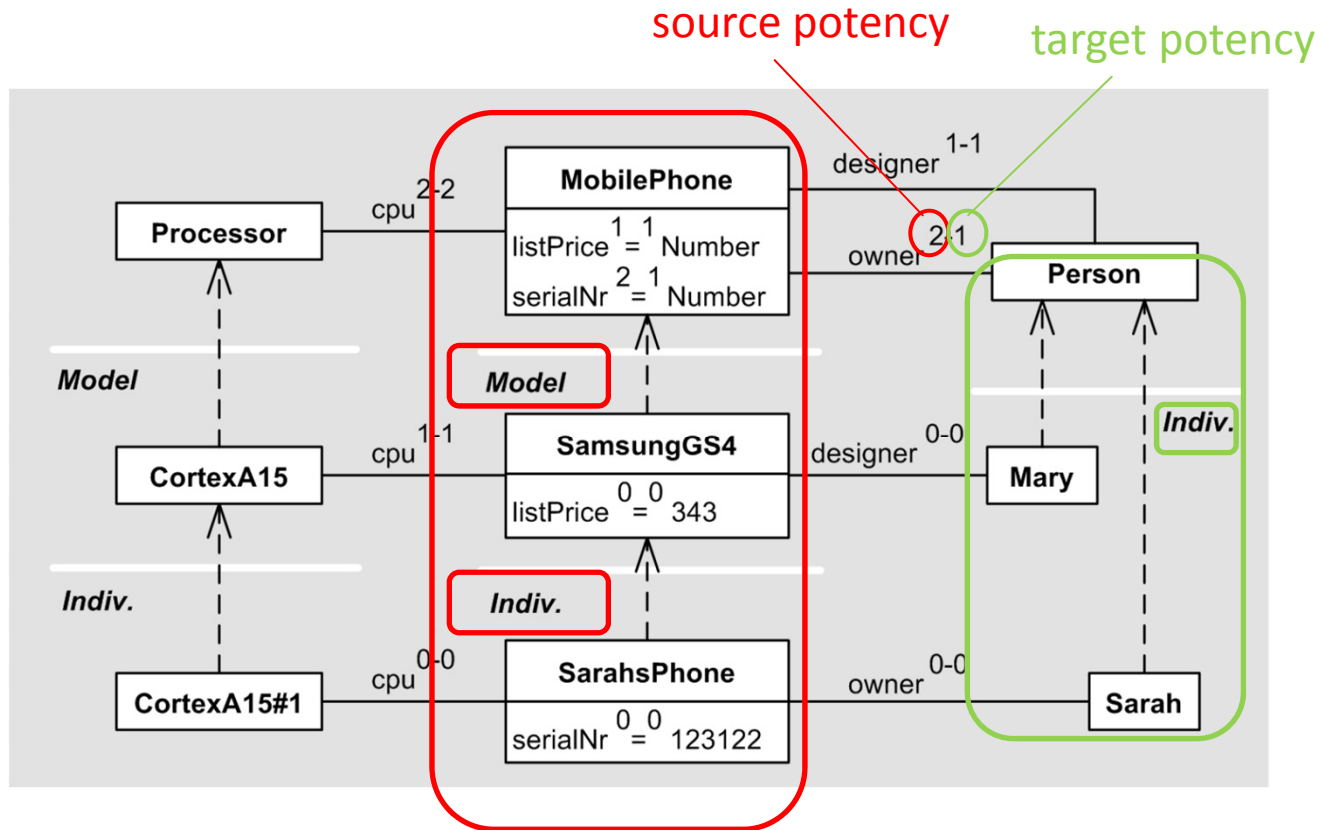 source potency
target potency
designer 1-1
MobilePhone
cpu 2-2
Processor
listPrice 1 = 1 Number
owner 2-1
serialNr 2 = 1 Number
Person
Model
Model
Indiv.
cpu 1-1
SamsungGS4
designer 0-0
CortexA15
Mary
listPrice 0 = 0 343
Indiv.
Indiv.
cpu 0-0
SarahsPhone
owner 0-0
CortexA15#1
Sarah
serialNr 0 = 0 123122